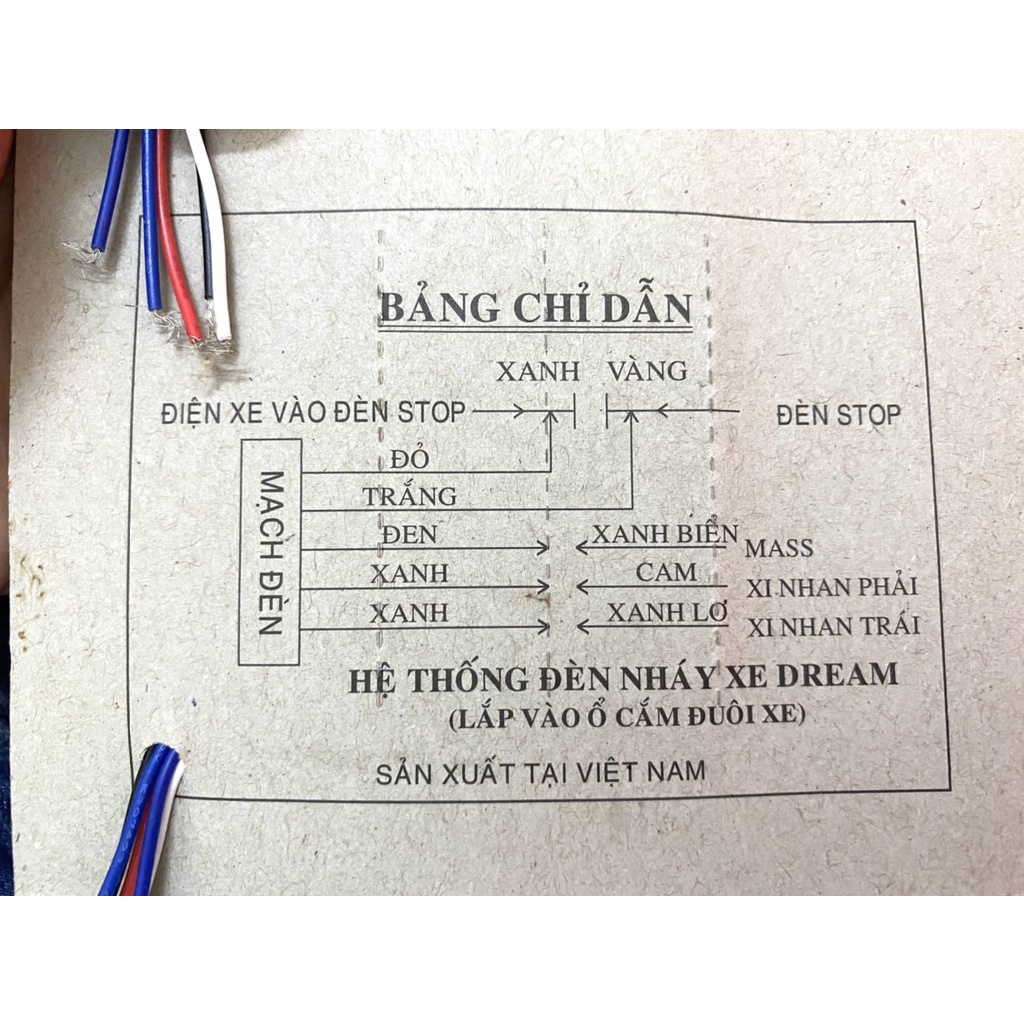 BẢNG CHỈ DẪN
XANH VÀNG
ĐIỆN XE VÀO ĐÈN STOP ĐÈN STOP
MẠCH ĐÈN
ĐỎ
TRẮNG
ĐEN XANH BIỂN MASS
XANH CAM XI NHAN PHẢI
XANH XANH LƠ XI NHAN TRÁI
HỆ THỐNG ĐÈN NHÁY XE DREAM
(LẮP VÀO Ổ CẮM ĐUÔI XE)
SẢN XUẤT TẠI VIỆT NAM